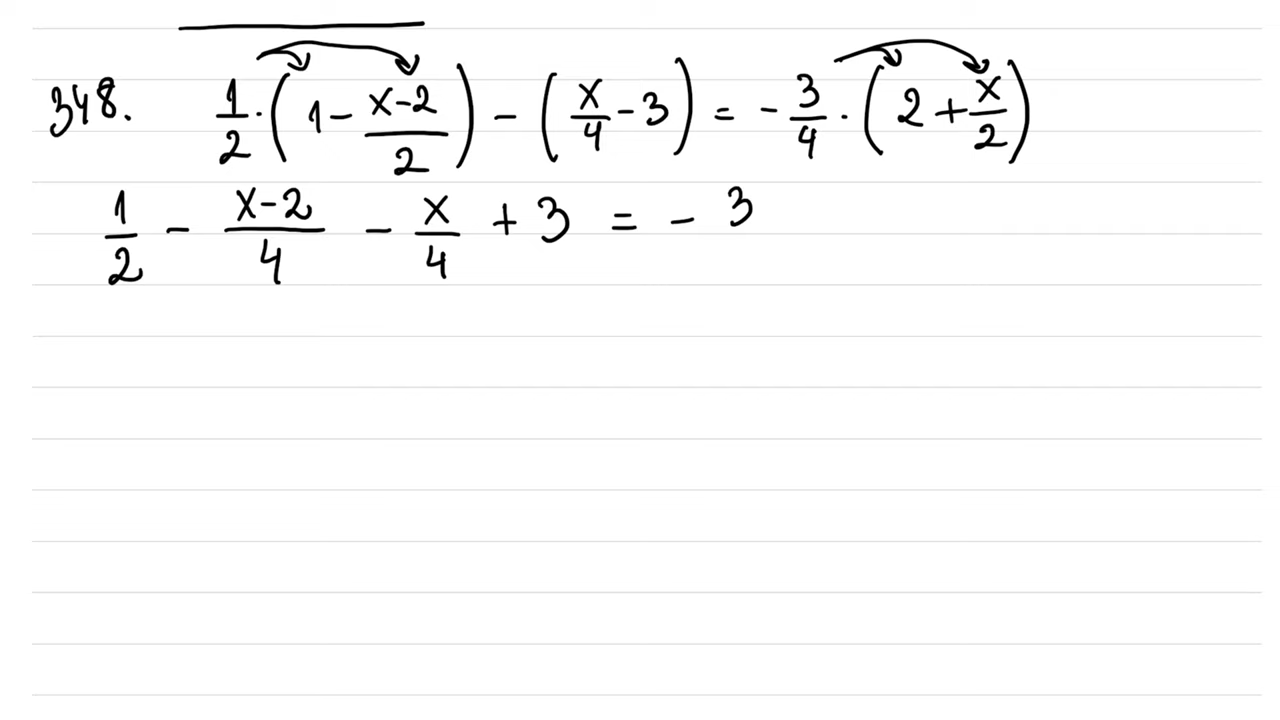 348. 1/2 · (1 - (x-2)/2) - (x/4 - 3) = - 3/4 · (2 + x/2)
1/2 - (x-2)/4 - x/4 + 3 = - 3